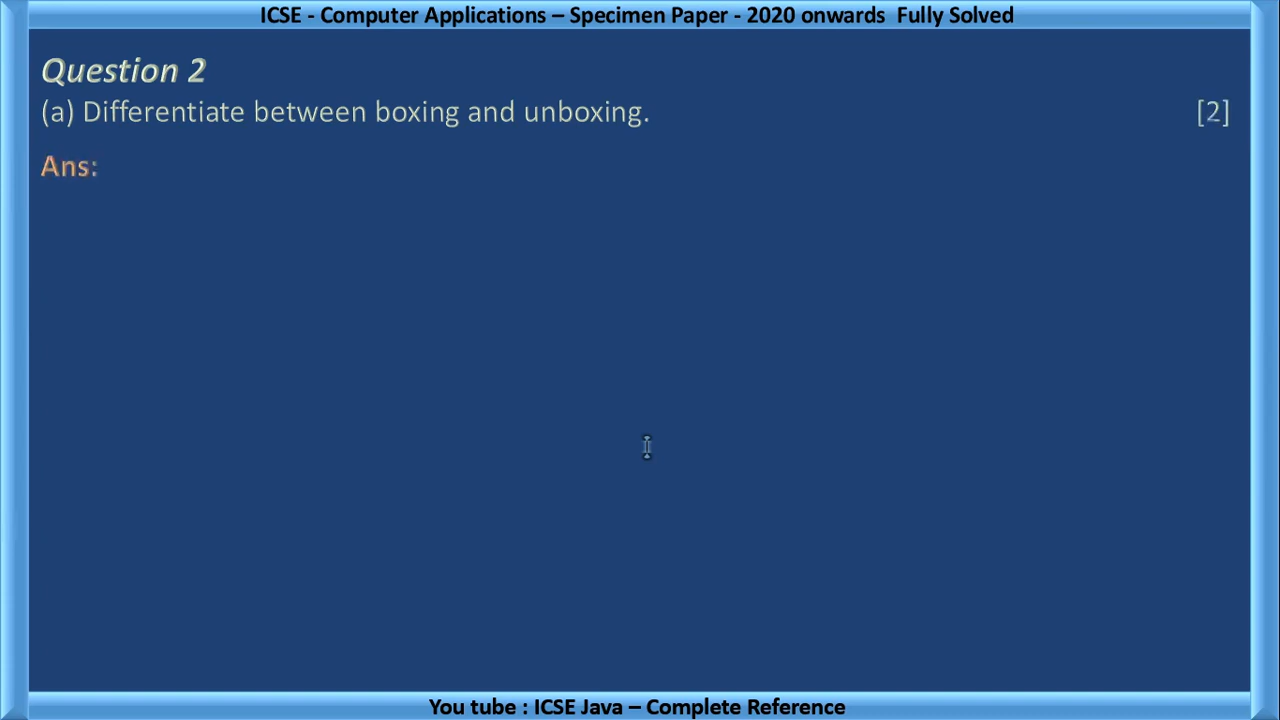 ICSE - Computer Applications – Specimen Paper - 2020 onwards  Fully Solved
Question 2
(a) Differentiate between boxing and unboxing. [2]
Ans:
You tube : ICSE Java – Complete Reference